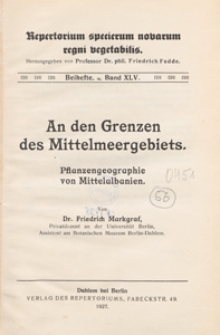 Repertorium specierum novarum
regni vegetabilis.
Herausgegeben von Professor Dr. phil. Friedrich Fedde.
Beihefte. Band XLV.
An den Grenzen
des Mittelmeergebiets.
Pflanzengeographie
von Mittelalbanien.
Von
Dr. Friedrich Markgraf,
Privatdozent an der Universität Berlin,
Assistent am Botanischen Museum Berlin-Dahlem.
Dahlem bei Berlin
VERLAG DES REPERTORIUMS, FABECKSTR. 49.
1927.